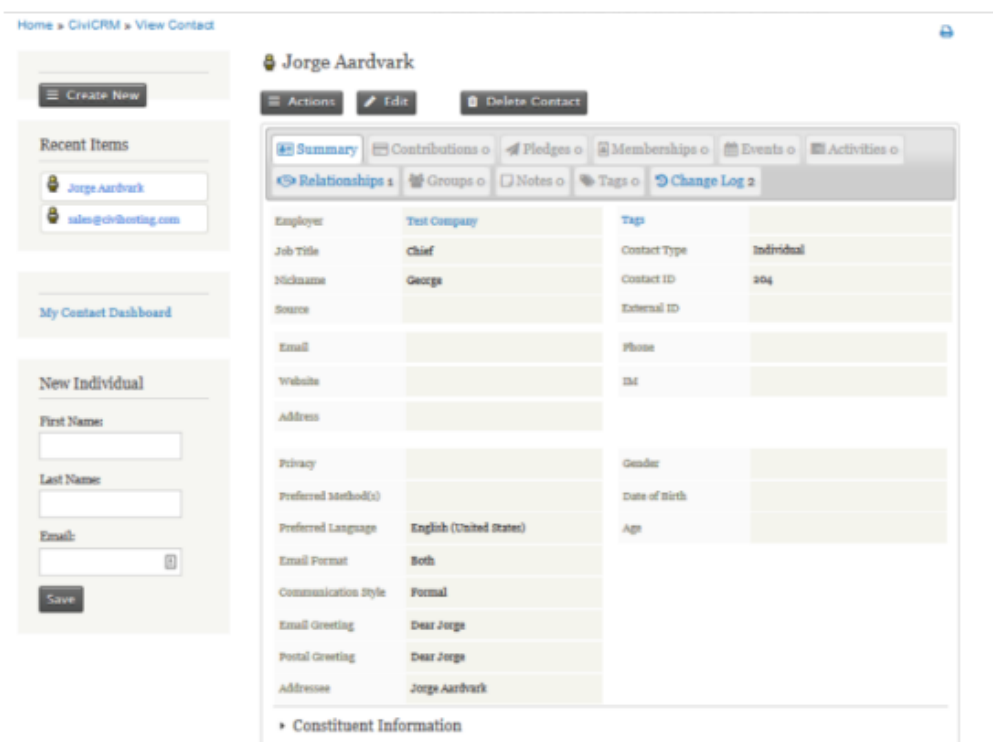 Home » CiviCRM » View Contact
Jorge Aardvark
Create New
Actions Edit Delete Contact
Recent Items
Jorge Aardvark
sales@civihosting.com
My Contact Dashboard
New Individual
First Name:
Last Name:
Email:
Save
Summary Contributions 0 Pledges 0 Memberships 0 Events 0 Activities 0
Relationships 1 Groups 0 Notes 0 Tags 0 Change Log 2
Employer Test Company Tags
Job Title Chief Contact Type Individual
Nickname George Contact ID 204
Source External ID
Email Phone
Website IM
Address
Privacy Gender
Preferred Method(s) Date of Birth
Preferred Language English (United States) Age
Email Format Both
Communication Style Formal
Email Greeting Dear Jorge
Postal Greeting Dear Jorge
Addressee Jorge Aardvark
Constituent Information